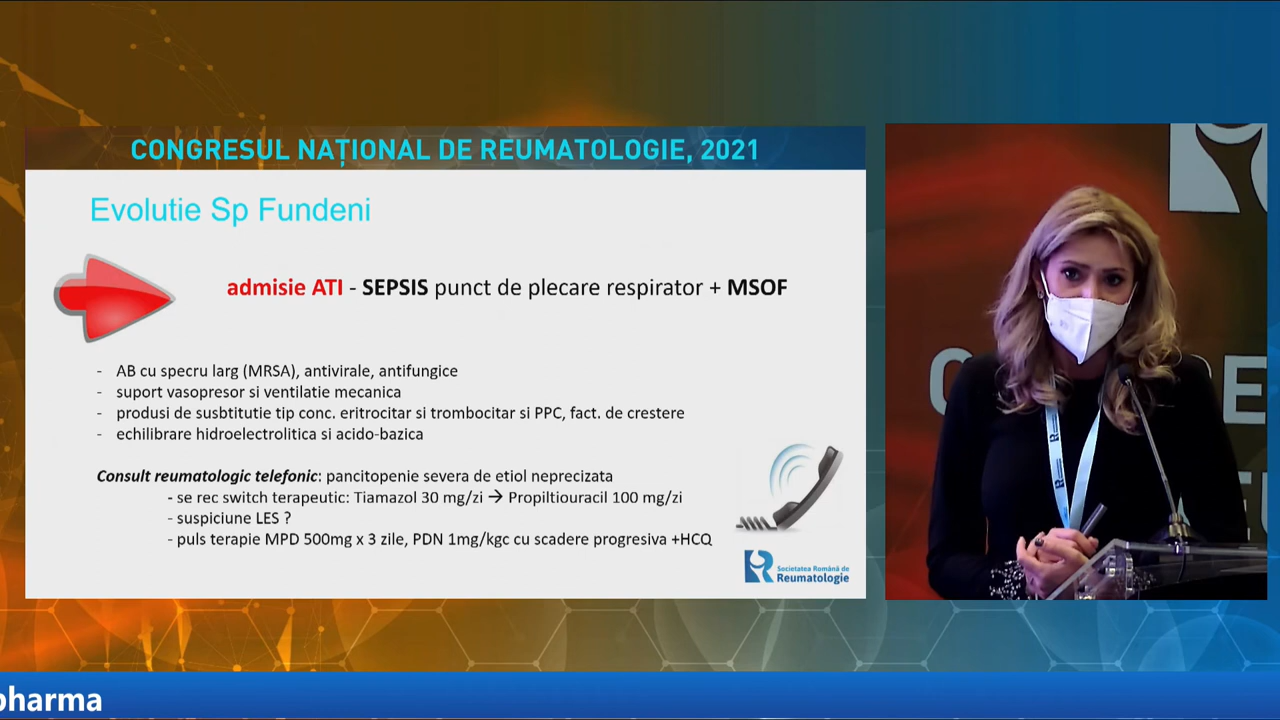 CONGRESUL NAȚIONAL DE REUMATOLOGIE, 2021
Evolutie Sp Fundeni
admisie ATI - SEPSIS punct de plecare respirator + MSOF
- AB cu specru larg (MRSA), antivirale, antifungice
- suport vasopresor si ventilatie mecanica
- produsi de susbtitutie tip conc. eritrocitar si trombocitar si PPC, fact. de crestere
- echilibrare hidroelectrolitica si acido-bazica
Consult reumatologic telefonic: pancitopenie severa de etiol neprecizata
- se rec switch terapeutic: Tiamazol 30 mg/zi → Propiltiouracil 100 mg/zi
- suspiciune LES ?
- puls terapie MPD 500mg x 3 zile, PDN 1mg/kgc cu scadere progresiva +HCQ
Societatea Română de
Reumatologie
pharma